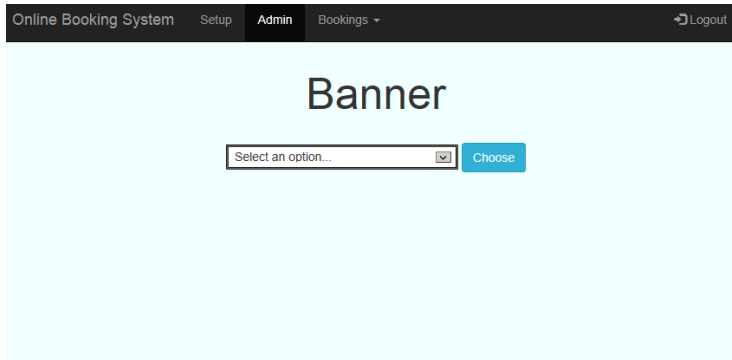 Online Booking System Setup Admin Bookings Logout
Banner
Select an option... Choose